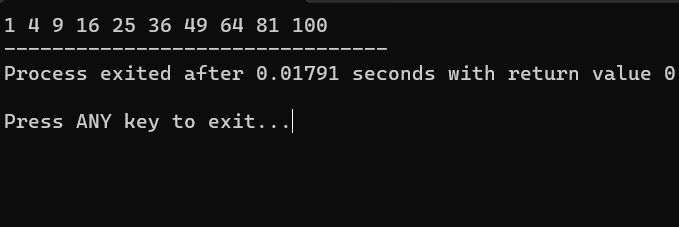 1 4 9 16 25 36 49 64 81 100
--------------------------------
Process exited after 0.01791 seconds with return value 0
Press ANY key to exit...